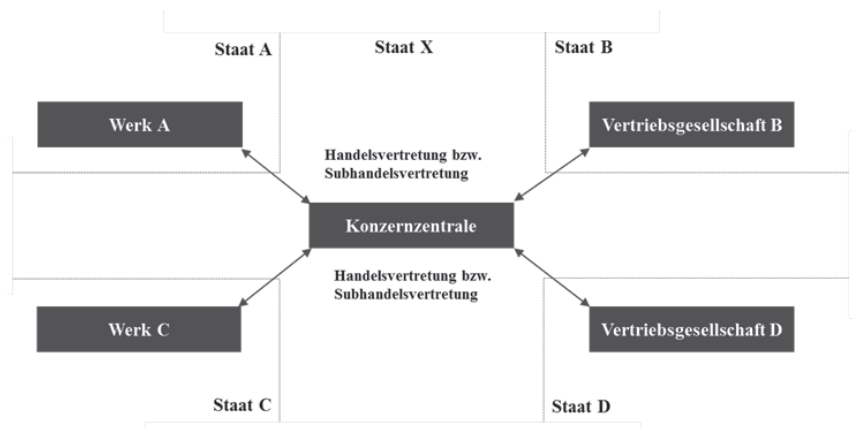 Staat A
Staat X
Staat B
Werk A
Vertriebsgesellschaft B
Handelsvertretung bzw.
Subhandelsvertretung
Konzernzentrale
Handelsvertretung bzw.
Subhandelsvertretung
Werk C
Vertriebsgesellschaft D
Staat C
Staat D